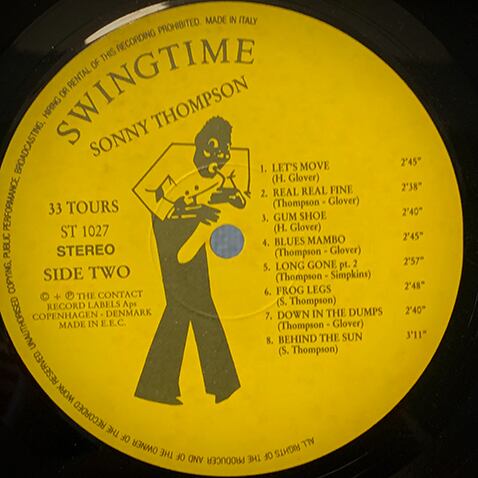 UNAUTHORISED COPYING, PUBLIC PERFORMANCE, BROADCASTING, HIRING OR RENTAL OF THIS RECORDING PROHIBITED. MADE IN ITALY
SWINGTIME
SONNY THOMPSON
33 TOURS
ST 1027
STEREO
SIDE TWO
© + ℗ THE CONTACT
RECORD LABELS Aps
COPENHAGEN - DENMARK
MADE IN E.E.C.
1. LET'S MOVE 2'45"
(H. Glover)
2. REAL REAL FINE 2'38"
(Thompson - Glover)
3. GUM SHOE 2'40"
(H. Glover)
4. BLUES MAMBO 2'45"
(Thompson - Glover)
5. LONG GONE pt. 2 2'57"
(Thompson - Simpkins)
6. FROG LEGS 2'48"
(S. Thompson)
7. DOWN IN THE DUMPS 2'40"
(Thompson - Glover)
8. BEHIND THE SUN 3'11"
(S. Thompson)
ALL RIGHTS OF THE PRODUCER AND OF THE OWNER OF THE RECORDED WORK RESERVED